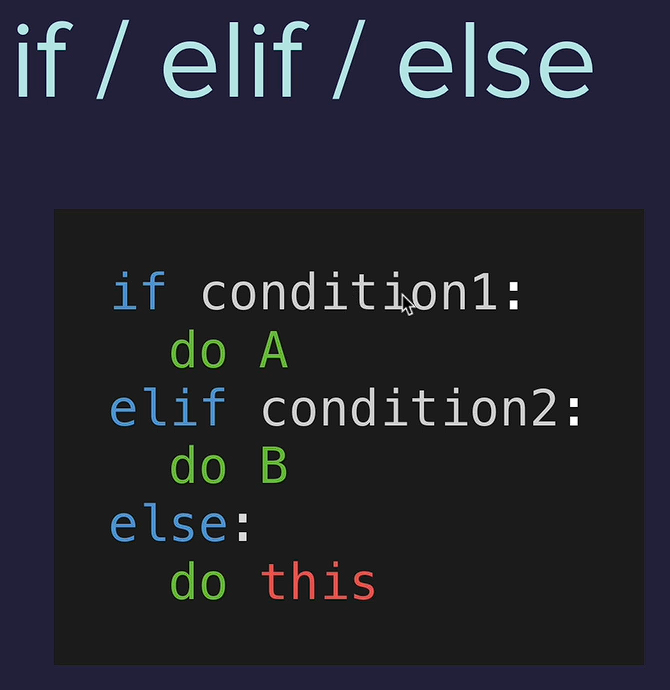 if / elif / else
if condition1:
do A
elif condition2:
do B
else:
do this